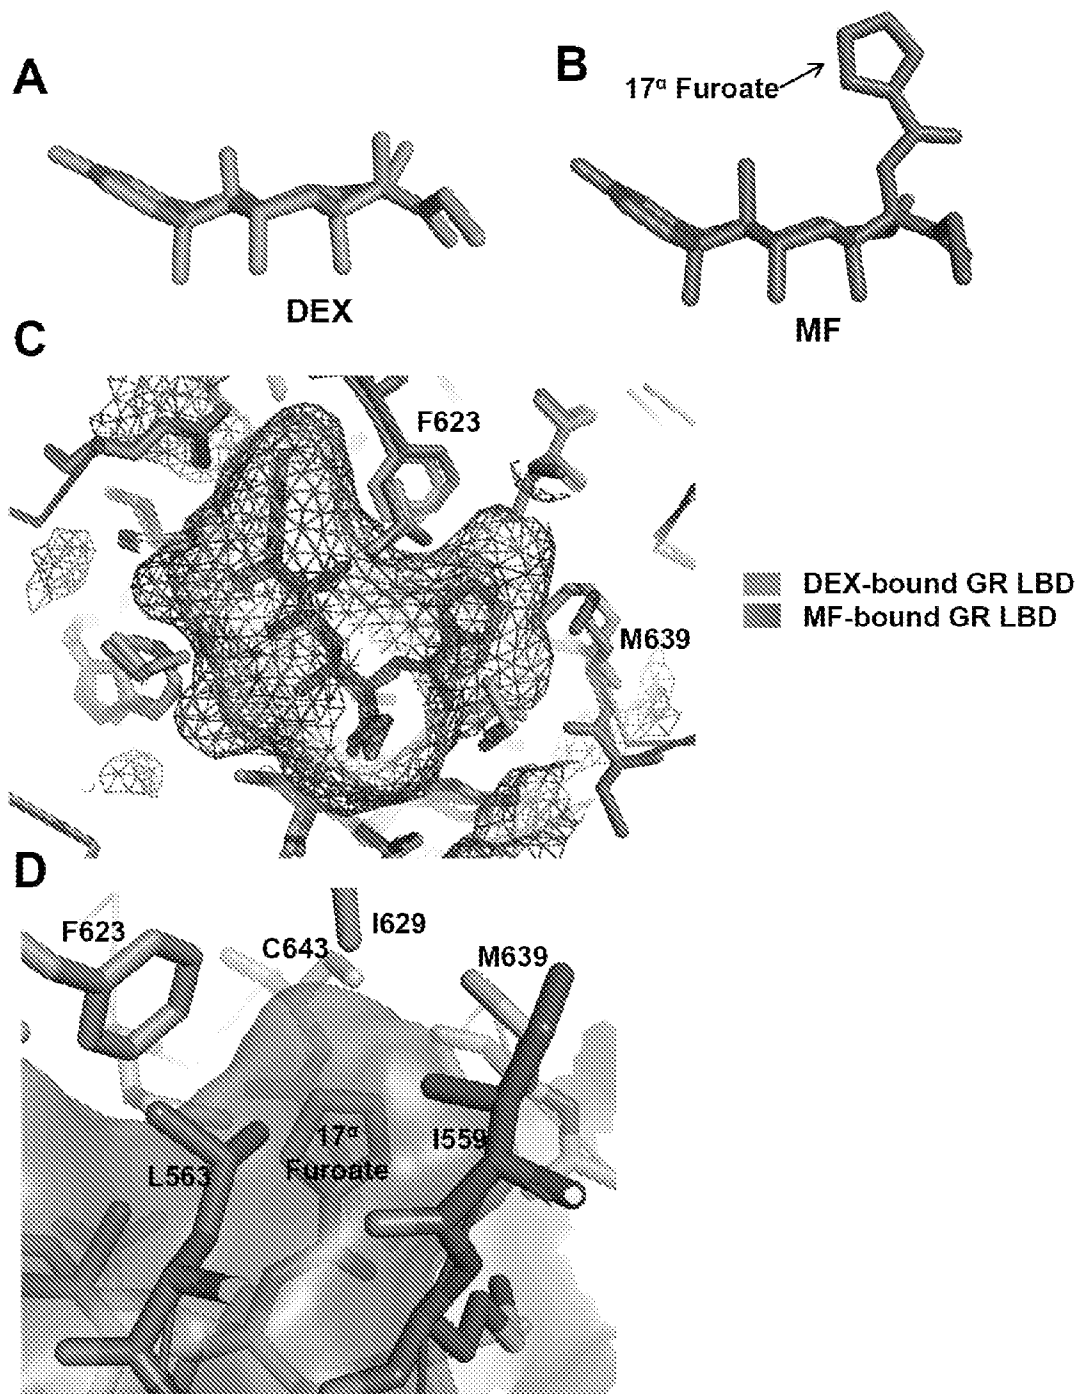 A
B
17α Furoate
DEX
MF
C
F623
M639
DEX-bound GR LBD
MF-bound GR LBD
D
F623
C643
I629
M639
17α
Furoate
I559
L563